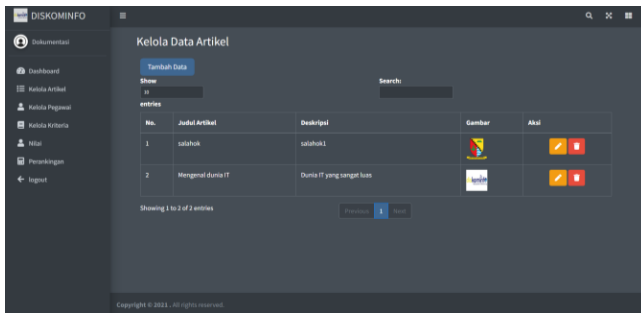 DISKOMINFO
Dokumentasi
Dashboard
Kelola Artikel
Kelola Pegawai
Kelola Kriteria
Nilai
Perankingan
logout
Kelola Data Artikel
Tambah Data
Show
10
entries
Search:
No. Judul Artikel Deskripsi Gambar Aksi
1 salahok salahok1
2 Mengenal dunia IT Dunia IT yang sangat luas
Showing 1 to 2 of 2 entries
Previous 1 Next
Copyright © 2021 . All rights reserved.